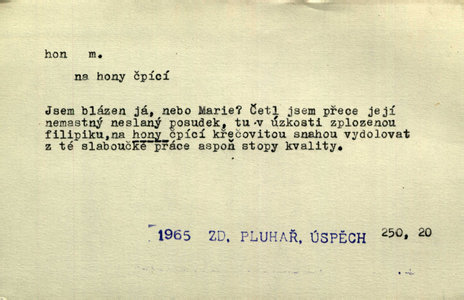 hon m.
na hony čpící
Jsem blázen já, nebo Marie? Četl jsem přece její
nemastný neslaný posudek, tu v úzkosti zplozenou
filipiku,na hony čpící křečovitou snahou vydolovat
z té slaboučké práce aspoň stopy kvality.
1965 ZD. PLUHAŘ, ÚSPĚCH 250, 20